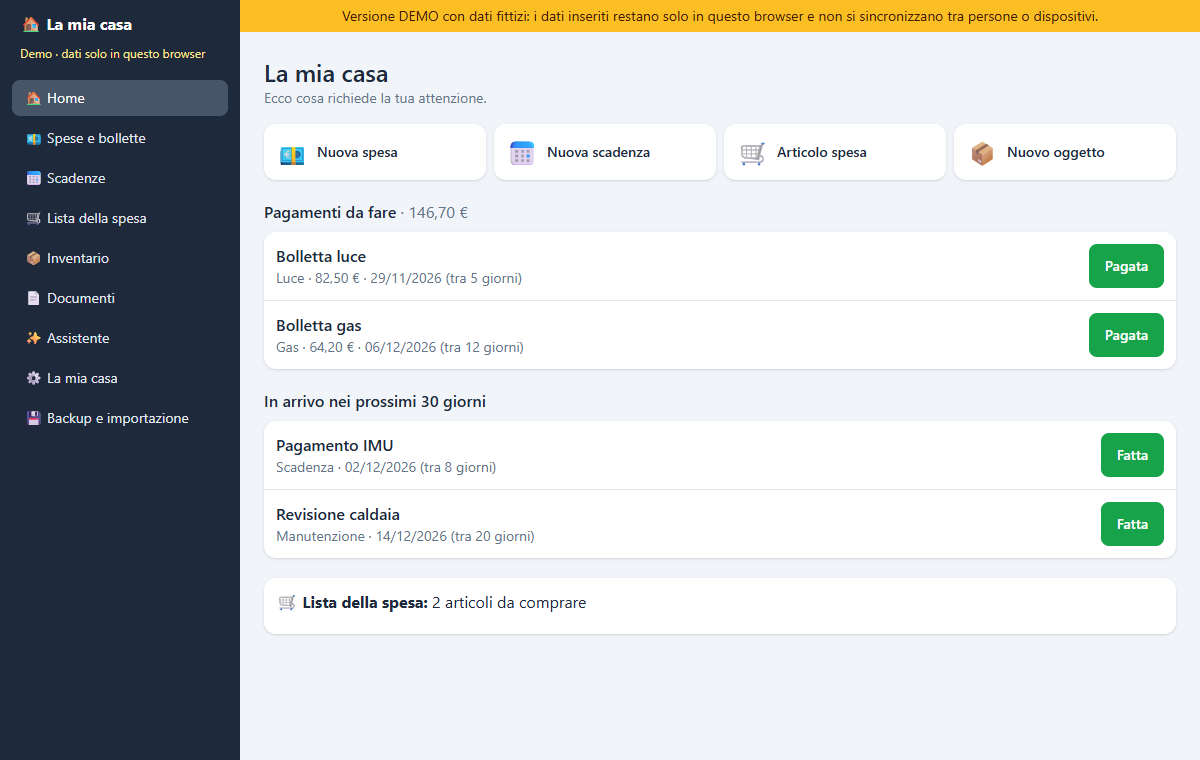 La mia casa
Demo · dati solo in questo browser
Home
Spese e bollette
Scadenze
Lista della spesa
Inventario
Documenti
Assistente
La mia casa
Backup e importazione
Versione DEMO con dati fittizi: i dati inseriti restano solo in questo browser e non si sincronizzano tra persone o dispositivi.
La mia casa
Ecco cosa richiede la tua attenzione.
Nuova spesa
Nuova scadenza
Articolo spesa
Nuovo oggetto
Pagamenti da fare · 146,70 €
Bolletta luce
Luce · 82,50 € · 29/11/2026 (tra 5 giorni)
Pagata
Bolletta gas
Gas · 64,20 € · 06/12/2026 (tra 12 giorni)
Pagata
In arrivo nei prossimi 30 giorni
Pagamento IMU
Scadenza · 02/12/2026 (tra 8 giorni)
Fatta
Revisione caldaia
Manutenzione · 14/12/2026 (tra 20 giorni)
Fatta
Lista della spesa: 2 articoli da comprare